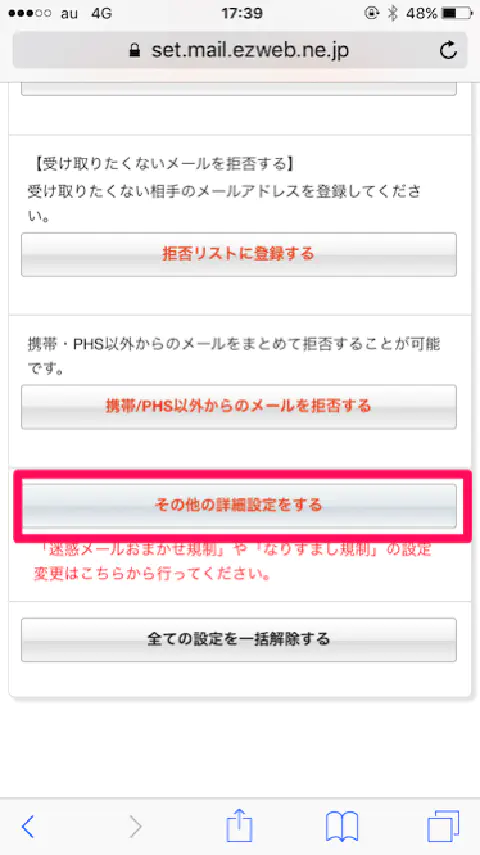 au 4G 17:39 48%
set.mail.ezweb.ne.jp
【受け取りたくないメールを拒否する】
受け取りたくない相手のメールアドレスを登録してくださ
い。
拒否リストに登録する
携帯・PHS以外からのメールをまとめて拒否することが可能
です。
携帯/PHS以外からのメールを拒否する
その他の詳細設定をする
「迷惑メールおまかせ規制」や「なりすまし規制」の設定
変更はこちらから行ってください。
全ての設定を一括解除する